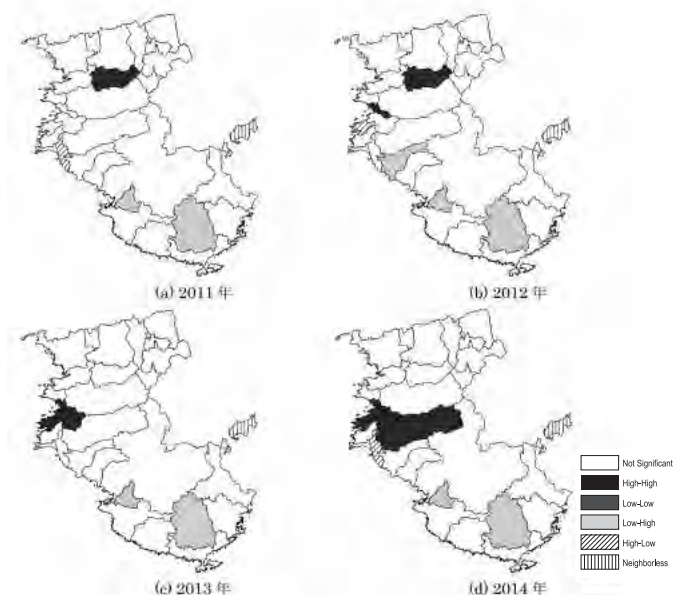 (a) 2011 年
(b) 2012 年
(c) 2013 年
(d) 2014 年
Not Significant
High-High
Low-Low
Low-High
High-Low
Neighborless